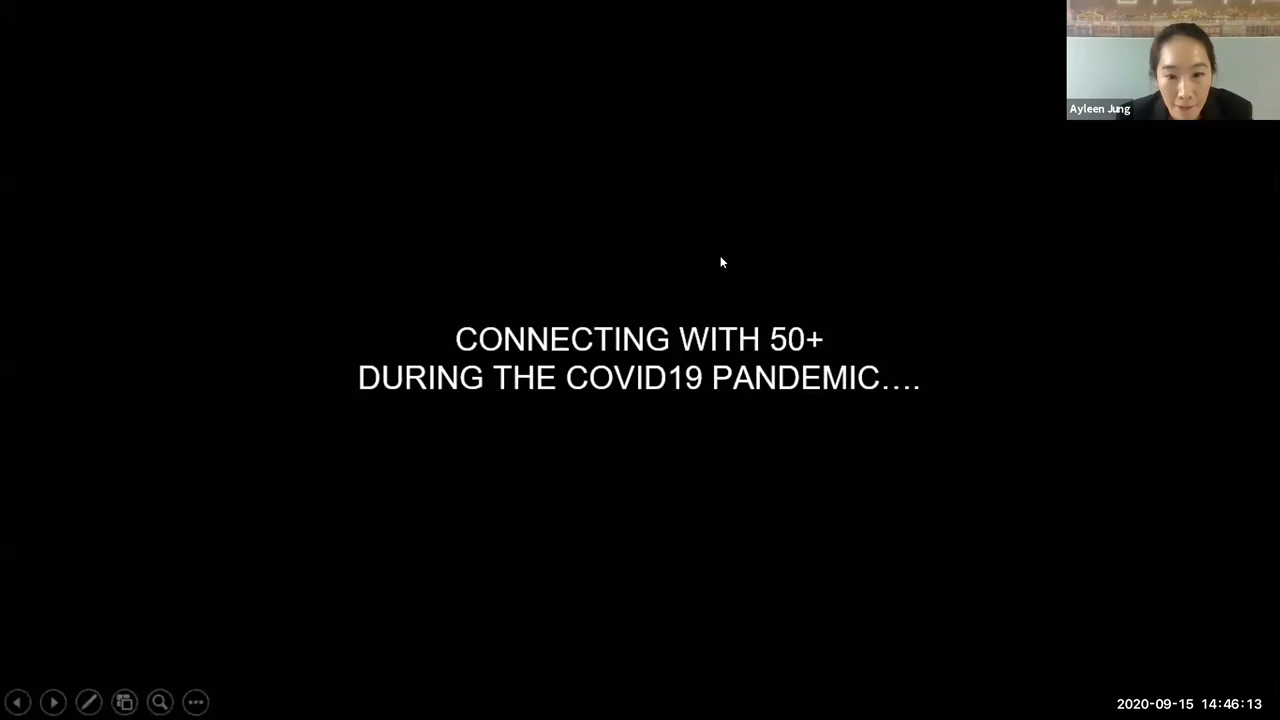 Ayleen Jung
CONNECTING WITH 50+
DURING THE COVID19 PANDEMIC....
2020-09-15 14:46:13